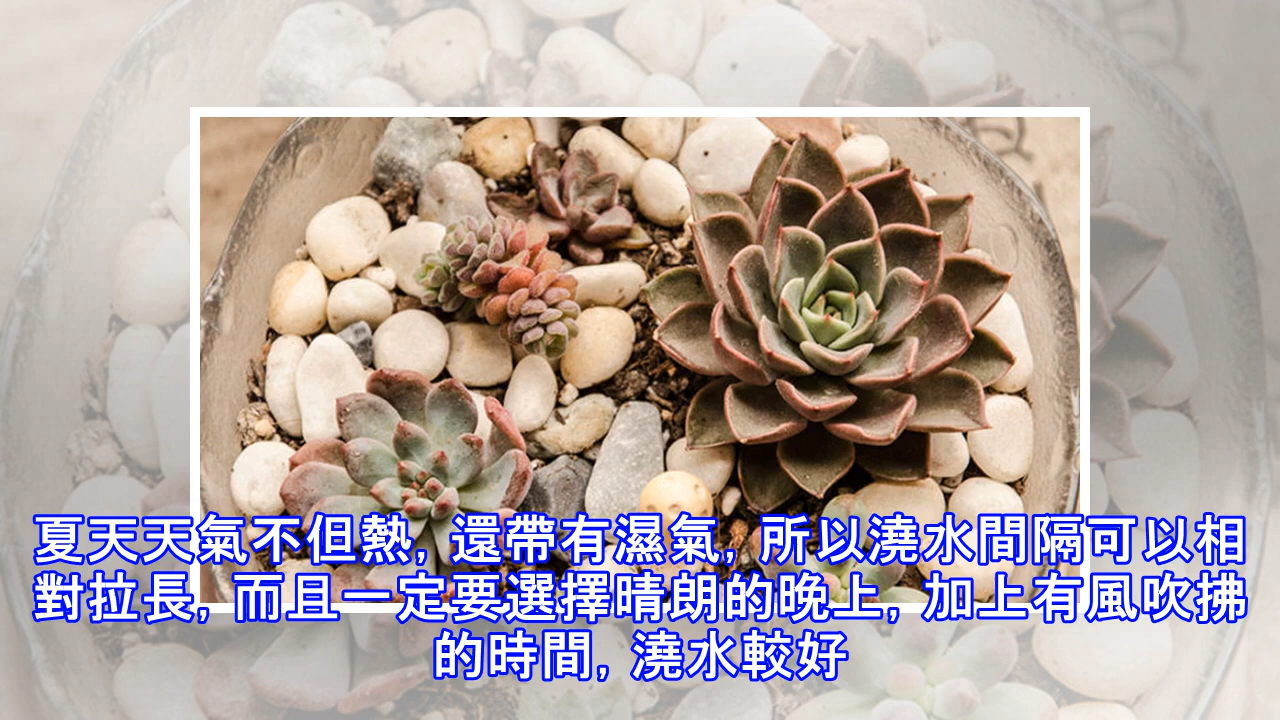 夏天天氣不但熱, 還帶有濕氣, 所以澆水間隔可以相
對拉長, 而且一定要選擇晴朗的晚上, 加上有風吹拂
的時間, 澆水較好